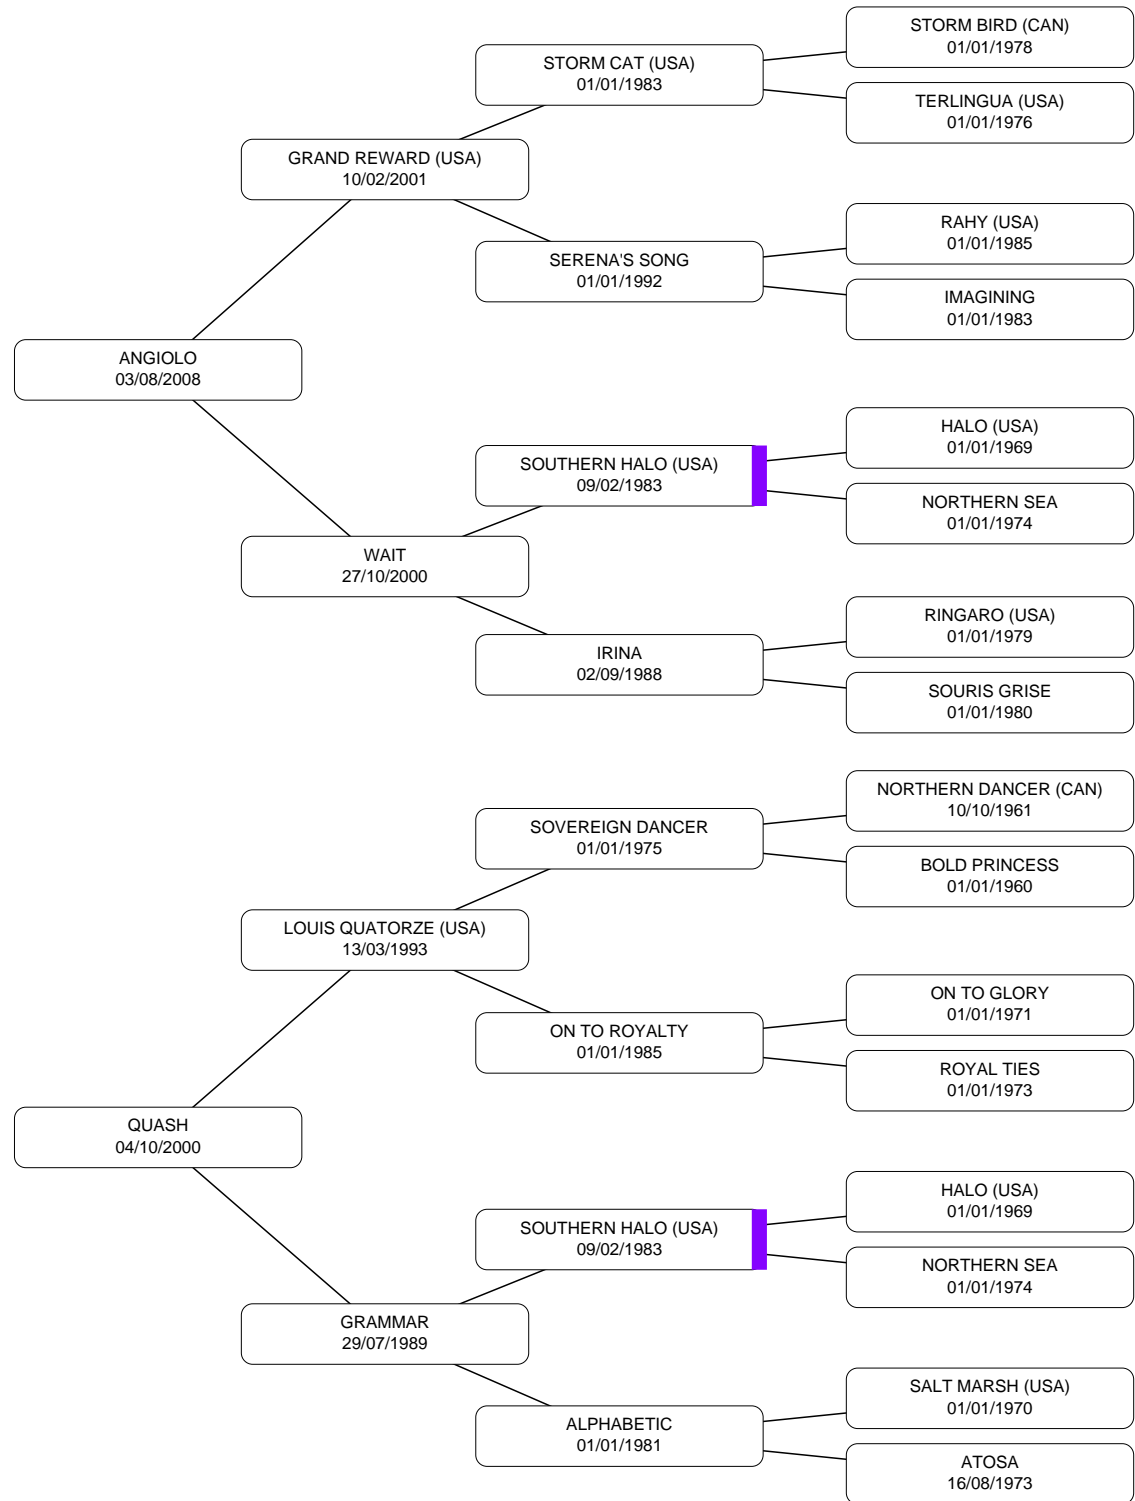 STORM BIRD (CAN)
01/01/1978
STORM CAT (USA)
01/01/1983
TERLINGUA (USA)
01/01/1976
GRAND REWARD (USA)
10/02/2001
RAHY (USA)
01/01/1985
SERENA'S SONG
01/01/1992
IMAGINING
01/01/1983
ANGIOLO
03/08/2008
HALO (USA)
01/01/1969
SOUTHERN HALO (USA)
09/02/1983
NORTHERN SEA
01/01/1974
WAIT
27/10/2000
RINGARO (USA)
01/01/1979
IRINA
02/09/1988
SOURIS GRISE
01/01/1980
NORTHERN DANCER (CAN)
10/10/1961
SOVEREIGN DANCER
01/01/1975
BOLD PRINCESS
01/01/1960
LOUIS QUATORZE (USA)
13/03/1993
ON TO GLORY
01/01/1971
ON TO ROYALTY
01/01/1985
ROYAL TIES
01/01/1973
QUASH
04/10/2000
HALO (USA)
01/01/1969
SOUTHERN HALO (USA)
09/02/1983
NORTHERN SEA
01/01/1974
GRAMMAR
29/07/1989
SALT MARSH (USA)
01/01/1970
ALPHABETIC
01/01/1981
ATOSA
16/08/1973